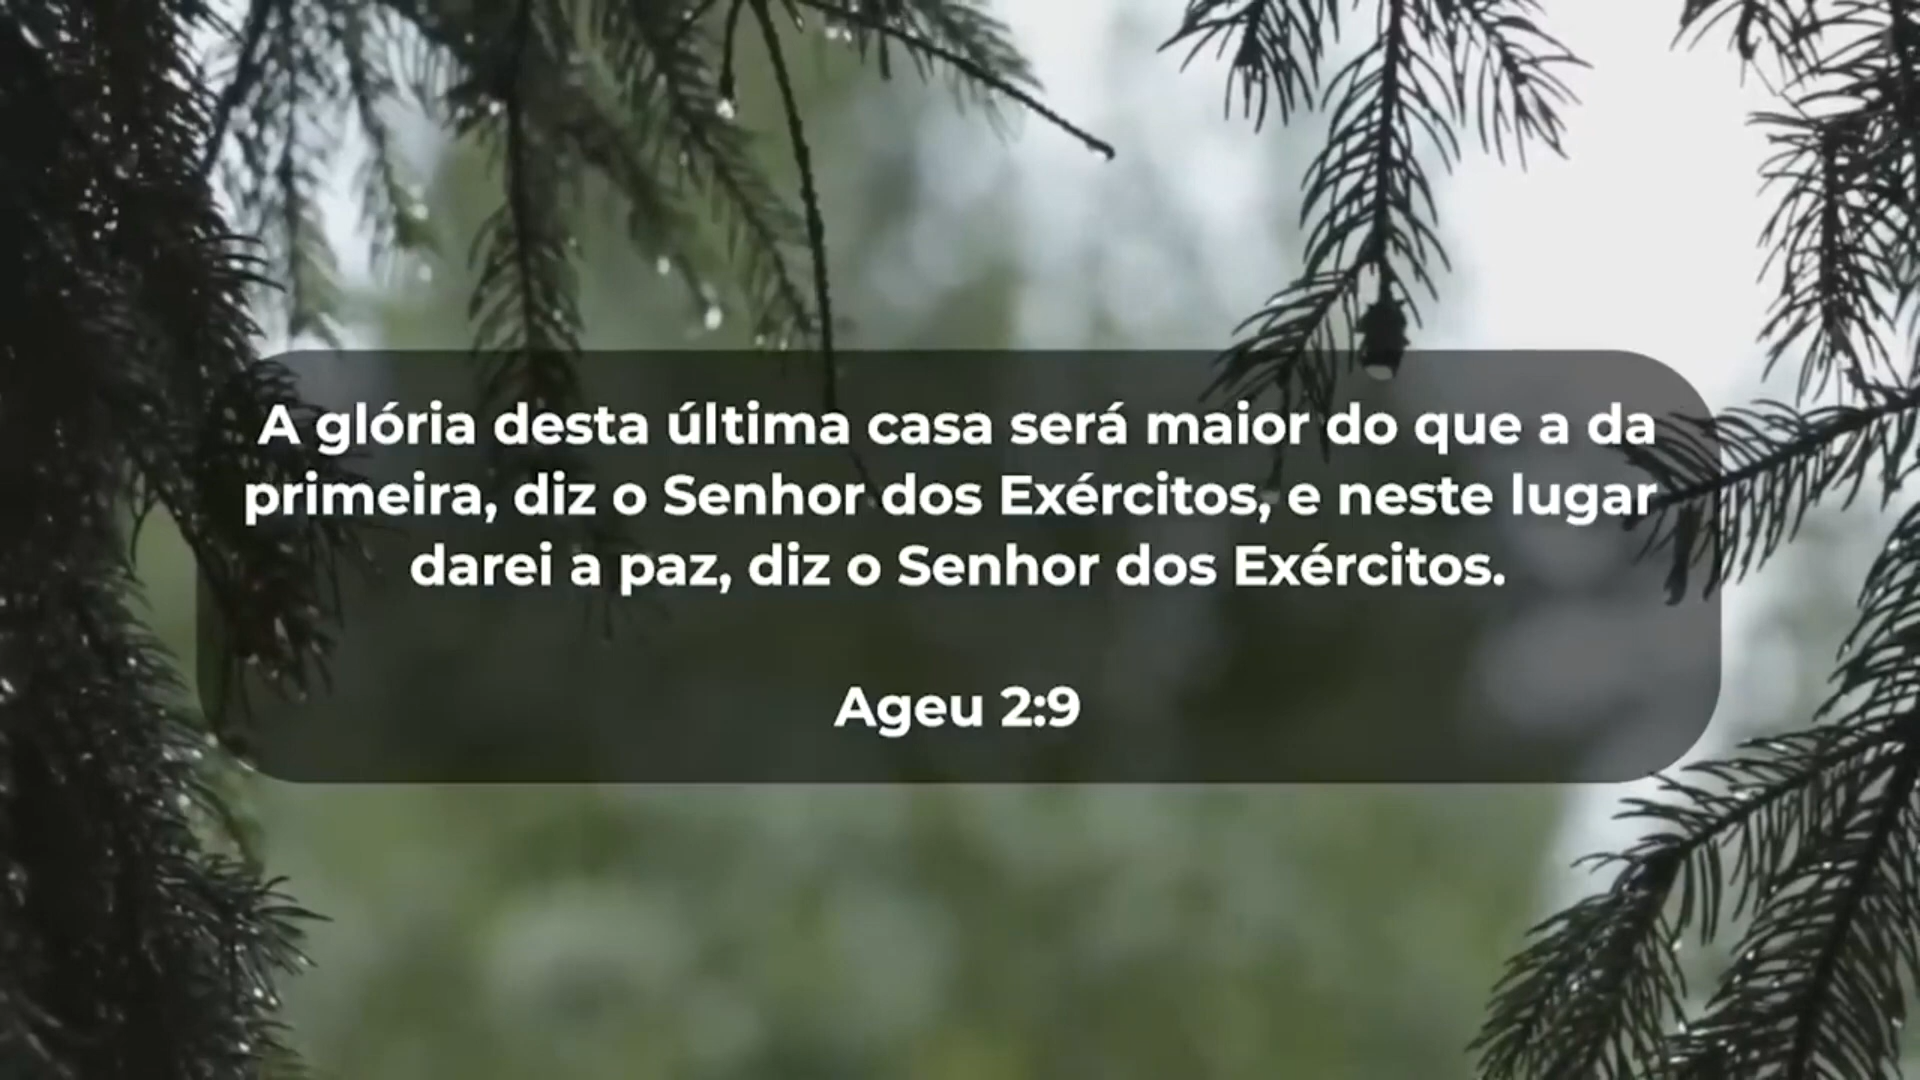 A glória desta última casa será maior do que a da
primeira, diz o Senhor dos Exércitos, e neste lugar
darei a paz, diz o Senhor dos Exércitos.
Ageu 2:9